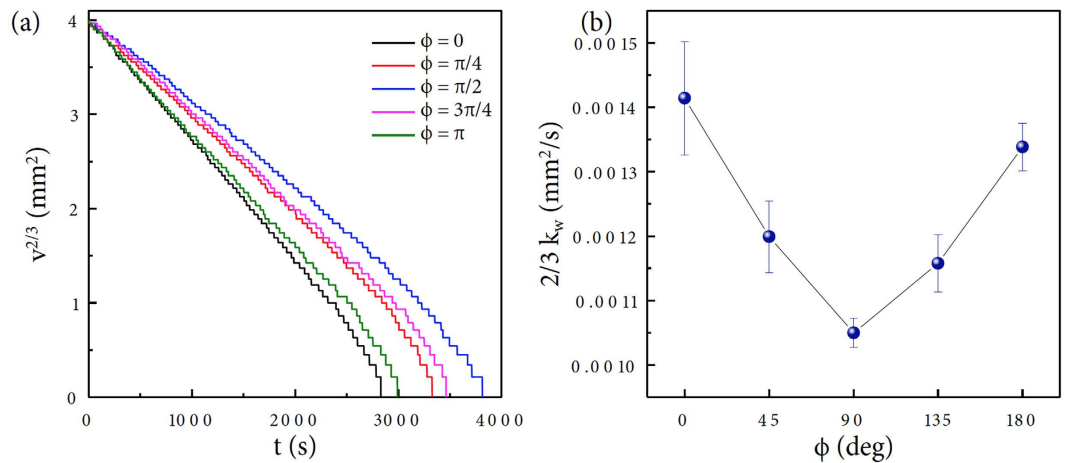 (a)
4
3
2
1
0
v^2/3 (mm²)
0
1000
2000
3000
4000
t (s)
ϕ = 0
ϕ = π/4
ϕ = π/2
ϕ = 3π/4
ϕ = π
(b)
0.0015
0.0014
0.0013
0.0012
0.0011
0.0010
2/3 k_w (mm²/s)
0
45
90
135
180
ϕ (deg)